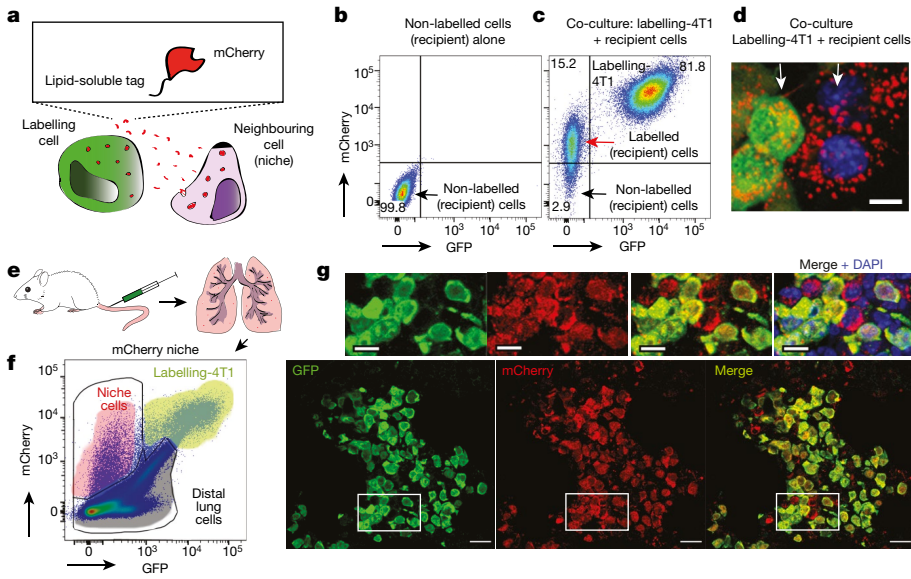 a
mCherry
Lipid-soluble tag
Labelling
cell
Neighbouring
cell
(niche)
b
Non-labelled cells
(recipient) alone
mCherry
10⁵
10⁴
10³
0
99.8
Non-labelled
(recipient) cells
0
10³
10⁴
10⁵
GFP
c
Co-culture: labelling-4T1
+ recipient cells
15.2
Labelling-
4T1
81.8
Labelled
(recipient) cells
Non-labelled
(recipient) cells
2.9
0
10³
10⁴
10⁵
GFP
d
Co-culture
Labelling-4T1 + recipient cells
e
f
mCherry niche
mCherry
10⁵
10⁴
10³
0
Niche
cells
Labelling-4T1
Distal
lung
cells
0
10³
10⁴
10⁵
GFP
g
Merge + DAPI
GFP
mCherry
Merge